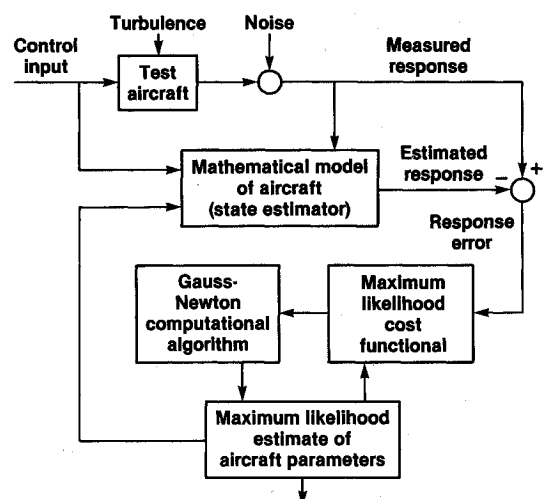 Turbulence
Noise
Control
input
Measured
response
Test
aircraft
Mathematical model
of aircraft
(state estimator)
Estimated
response
−
+
Response
error
Gauss-
Newton
computational
algorithm
Maximum
likelihood
cost
functional
Maximum likelihood
estimate of
aircraft parameters